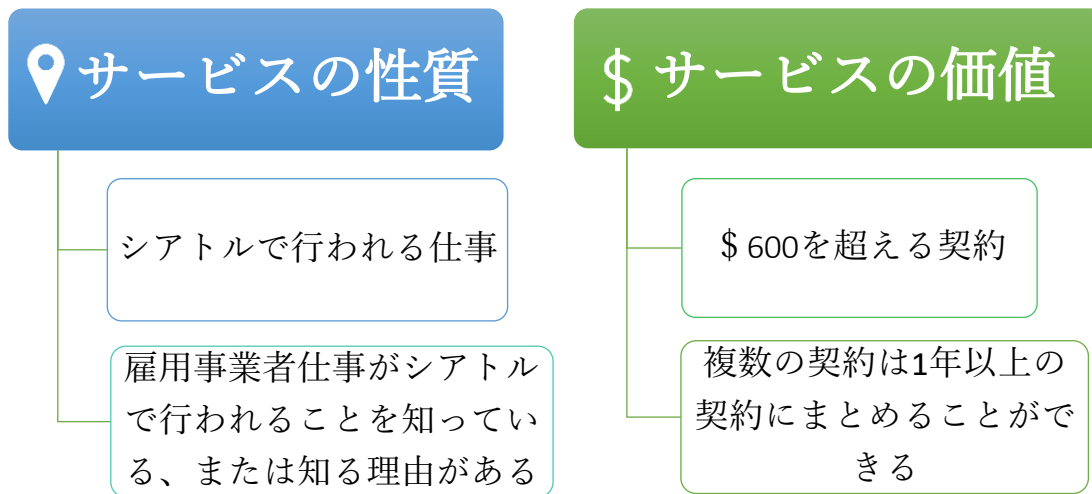 サービスの性質
シアトルで行われる仕事
雇用事業者仕事がシアトル
で行われることを知ってい
る、または知る理由がある
$ サービスの価値
＄600を超える契約
複数の契約は1年以上の
契約にまとめることがで
きる